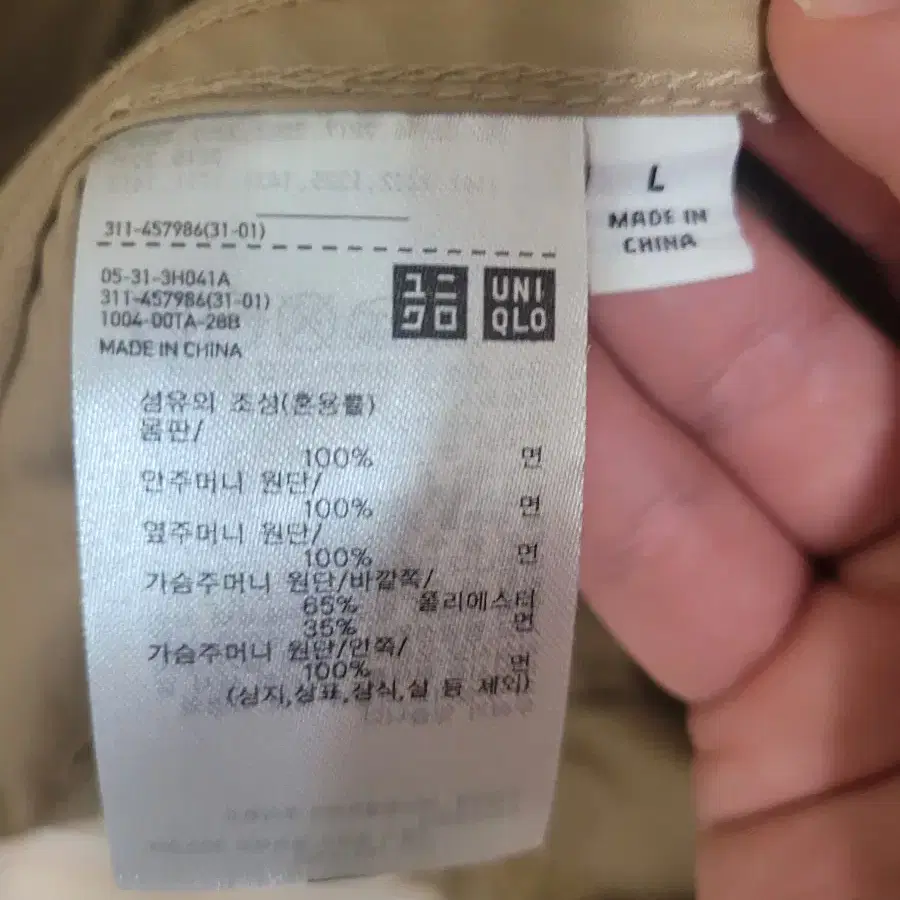 L
MADE IN
CHINA
311-457986(31-01)
05-31-3H041A
311-457986(31-01)
1004-00TA-28B
MADE IN CHINA
ユニ
クロ
UNI
QLO
섬유의 조성(혼용률)
몸판/
100% 면
안주머니 원단/
100% 면
옆주머니 원단/
100% 면
가슴주머니 원단/바깥쪽/
65% 폴리에스터
35% 면
가슴주머니 원단/안쪽/
100% 면
(심지,상표,장식,실 등 제외)